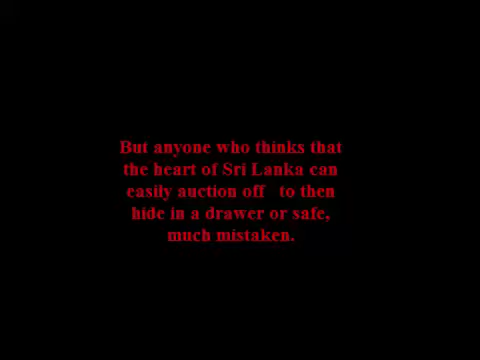 But anyone who thinks that
the heart of Sri Lanka can
easily auction off   to then
hide in a drawer or safe,
much mistaken.